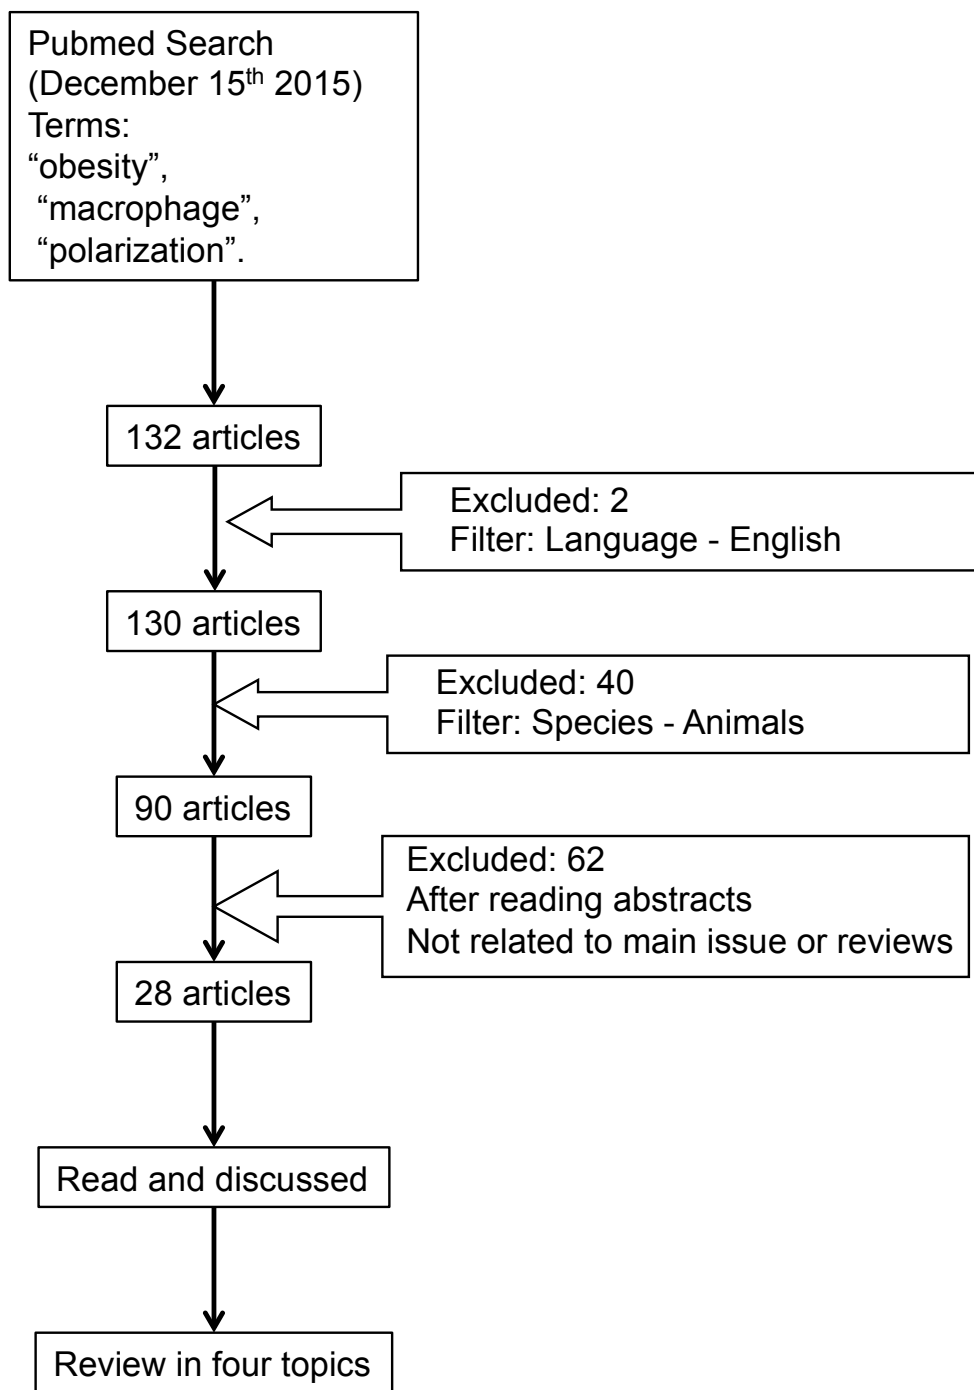 Pubmed Search
(December 15th 2015)
Terms:
“obesity”,
“macrophage”,
“polarization”.
132 articles
Excluded: 2
Filter: Language - English
130 articles
Excluded: 40
Filter: Species - Animals
90 articles
Excluded: 62
After reading abstracts
Not related to main issue or reviews
28 articles
Read and discussed
Review in four topics